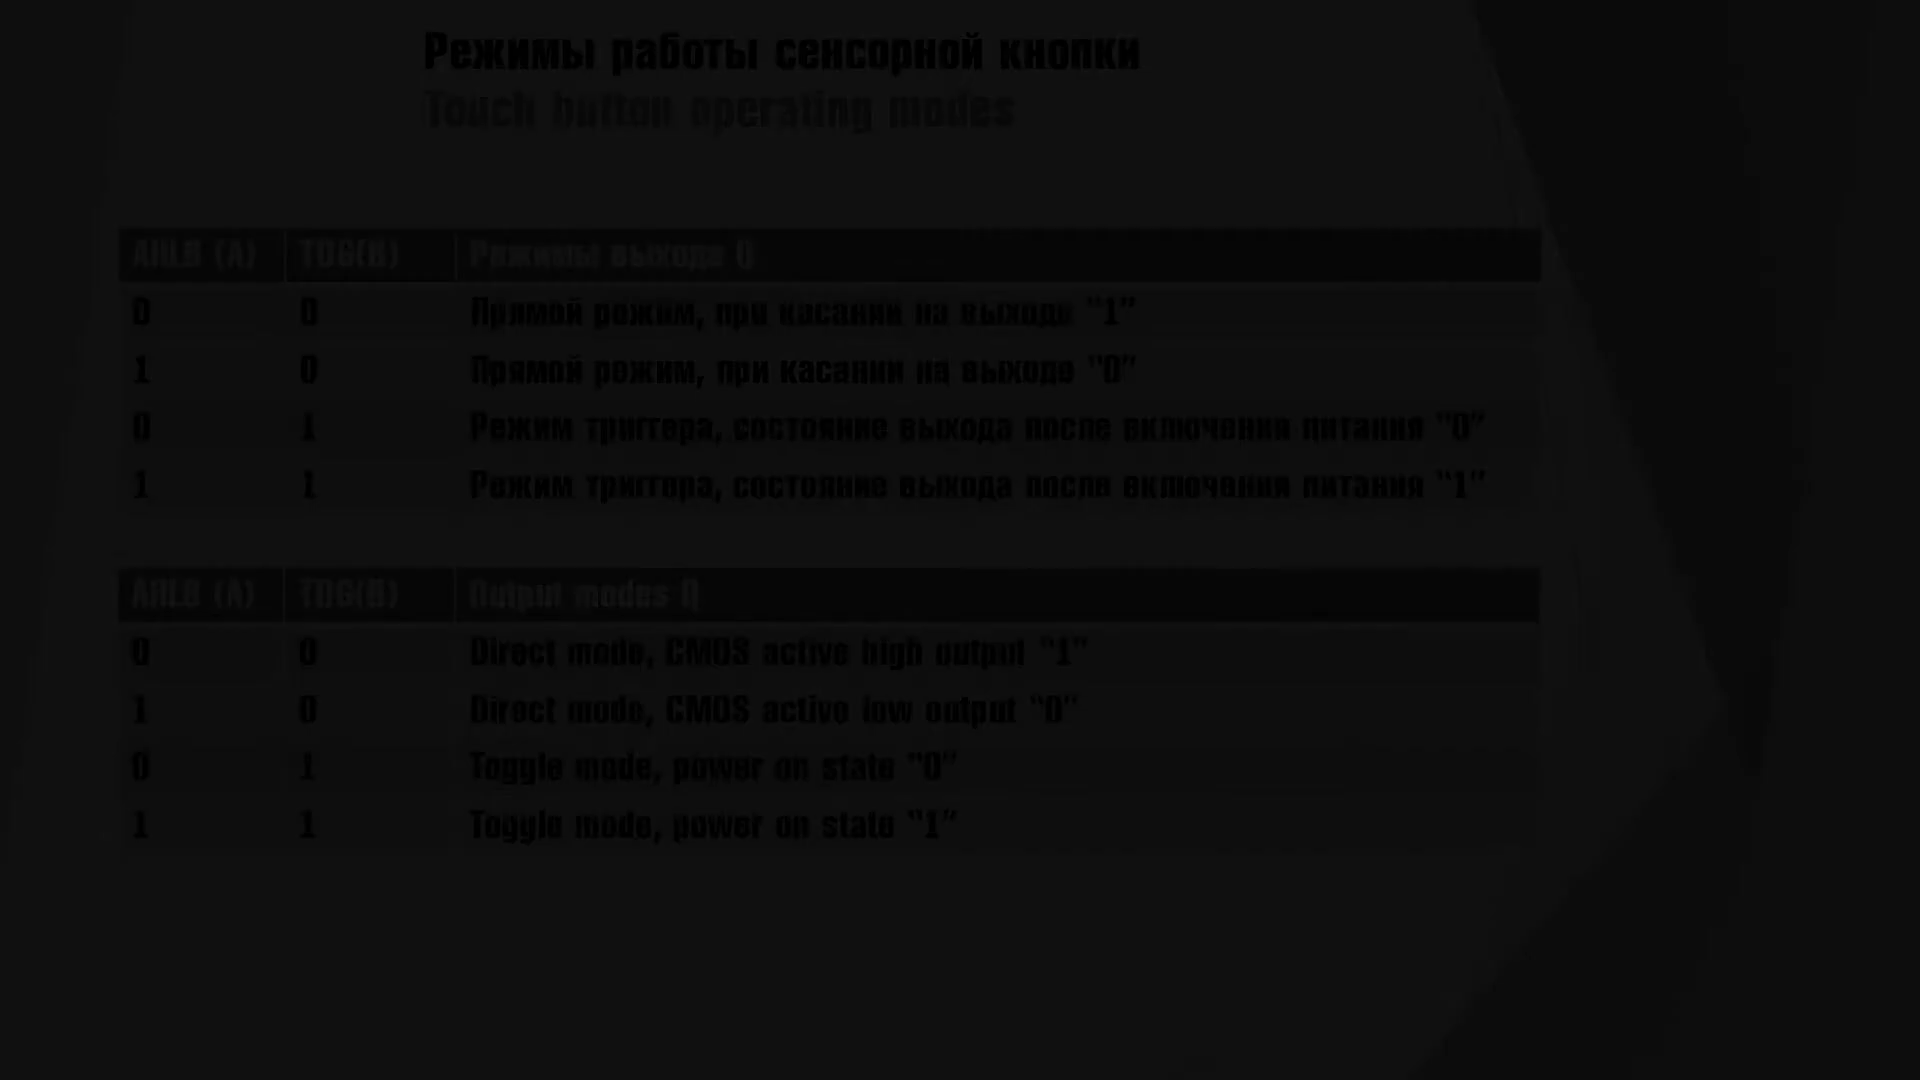 Режимы работы сенсорной кнопки
Touch button operating modes
AHLB (A) TOG(B) Режимы выхода Q
0 0 Прямой режим, при касании на выходе "1"
1 0 Прямой режим, при касании на выходе "0"
0 1 Режим триггера, состояние выхода после включения питания "0"
1 1 Режим триггера, состояние выхода после включения питания "1"
AHLB (A) TOG(B) Output modes Q
0 0 Direct mode, CMOS active high output "1"
1 0 Direct mode, CMOS active low output "0"
0 1 Toggle mode, power on state "0"
1 1 Toggle mode, power on state "1"